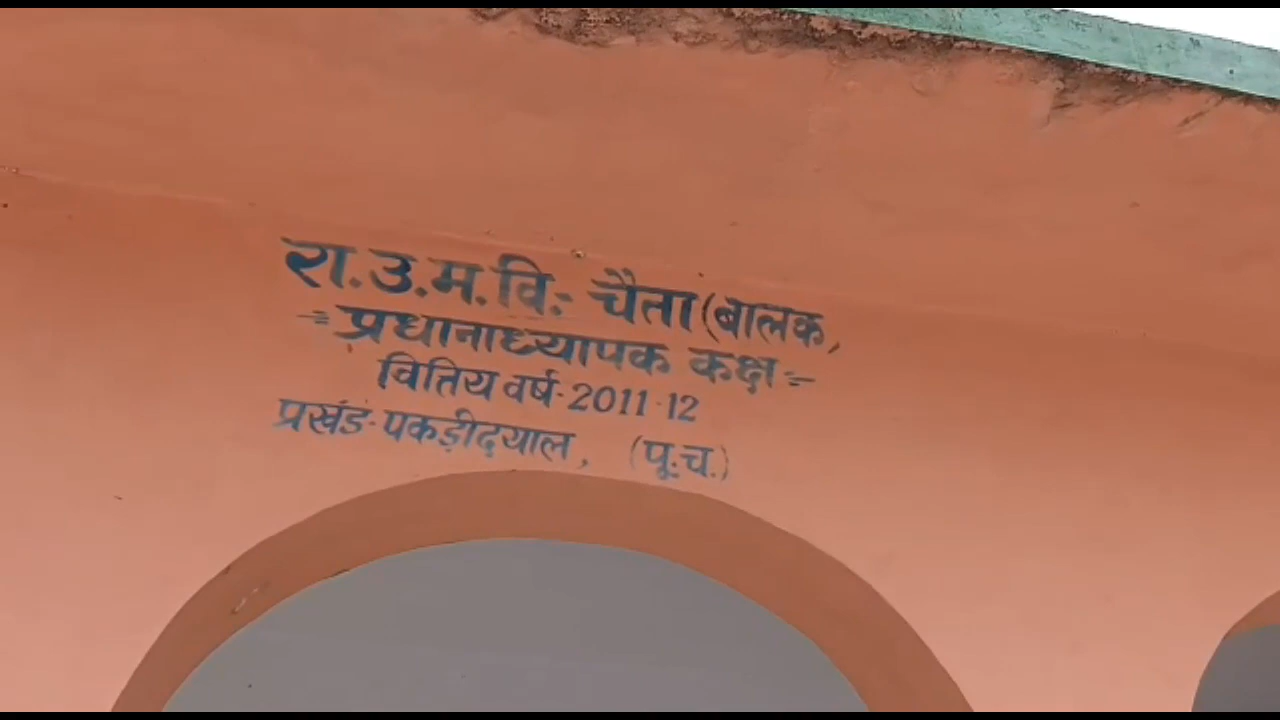 रा.उ.म.वि.- चैता (बालक)
=प्रधानाध्यापक कक्ष=
वितिय वर्ष-2011-12
प्रखंड-पकड़ीदयाल, (पू.च.)